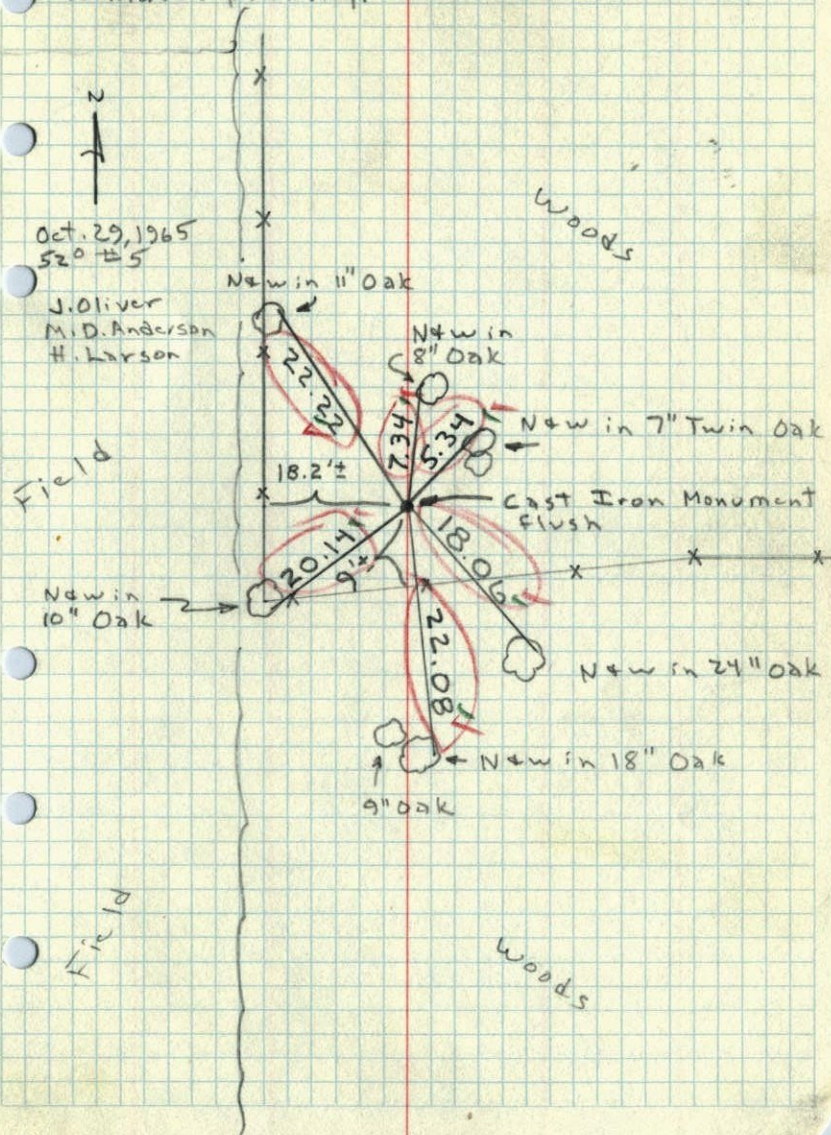 N
Oct. 29, 1965
52° ± 5
J. Oliver
M. D. Anderson
H. Larson
Woods
N&W in 11" Oak
N&W in
8" Oak
22.32
7.34
5.34
N&W in 7" Twin Oak
Field
18.2'±
Cast Iron Monument
Flush
20.14
9'±
18.06
N&W in
10" Oak
22.08
N&W in 24" Oak
N&W in 18" Oak
9" Oak
Field
Woods